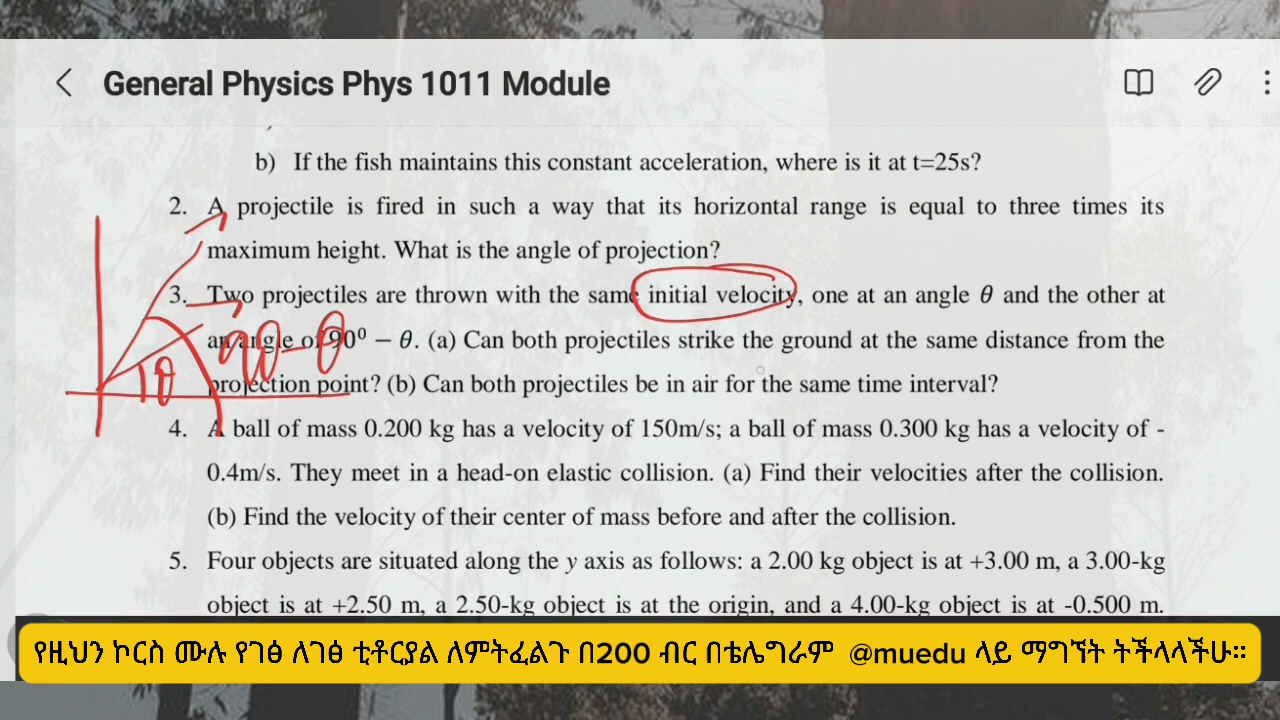 General Physics Phys 1011 Module
b) If the fish maintains this constant acceleration, where is it at t=25s?
2. A projectile is fired in such a way that its horizontal range is equal to three times its
maximum height. What is the angle of projection?
3. Two projectiles are thrown with the same initial velocity, one at an angle θ and the other at
an angle of 90⁰ − θ. (a) Can both projectiles strike the ground at the same distance from the
projection point? (b) Can both projectiles be in air for the same time interval?
90-θ
θ
4. A ball of mass 0.200 kg has a velocity of 150m/s; a ball of mass 0.300 kg has a velocity of -
0.4m/s. They meet in a head-on elastic collision. (a) Find their velocities after the collision.
(b) Find the velocity of their center of mass before and after the collision.
5. Four objects are situated along the y axis as follows: a 2.00 kg object is at +3.00 m, a 3.00-kg
object is at +2.50 m, a 2.50-kg object is at the origin, and a 4.00-kg object is at -0.500 m.
የዚህን ኮርስ ሙሉ የገፅ ለገፅ ቲቶርያል ለምትፈልጉ በ200 ብር በቴሌግራም @muedu ላይ ማግኘት ትችላላችሁ።